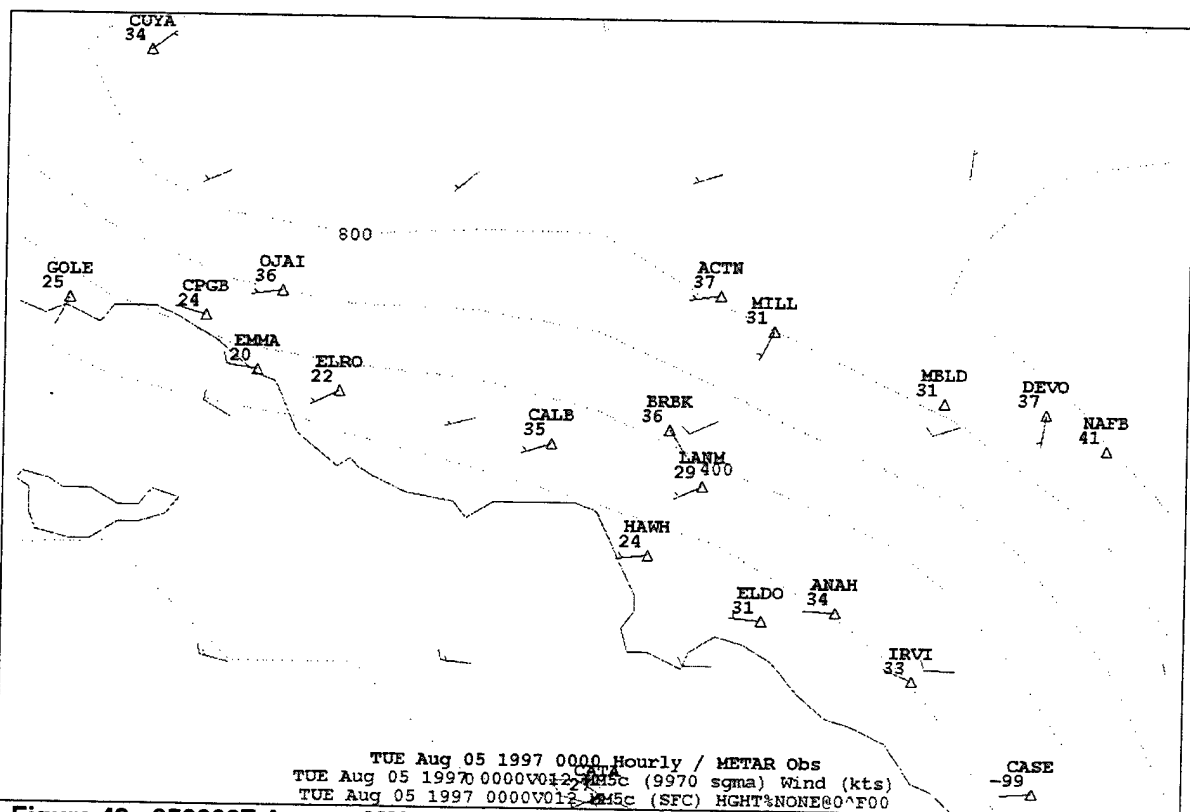 CUYA
34
800
GOLE
25
CPGB
24
OJAI
36
ACTN
37
MILL
31
EMMA
20
ELRO
22
MBLD
31
DEVO
37
NAFB
41
CALB
35
BRBK
36
LANM
29 400
HAWH
24
ELDO
31
ANAH
34
IRVI
33
TUE Aug 05 1997 0000 Hourly / METAR Obs
CATA
TUE Aug 05 1997 0000V012 MM5c (9970 sgma) Wind (kts)
TUE Aug 05 1997 0000V012 MM5c (SFC) HGHT%NONE@0^F00
CASE
-99